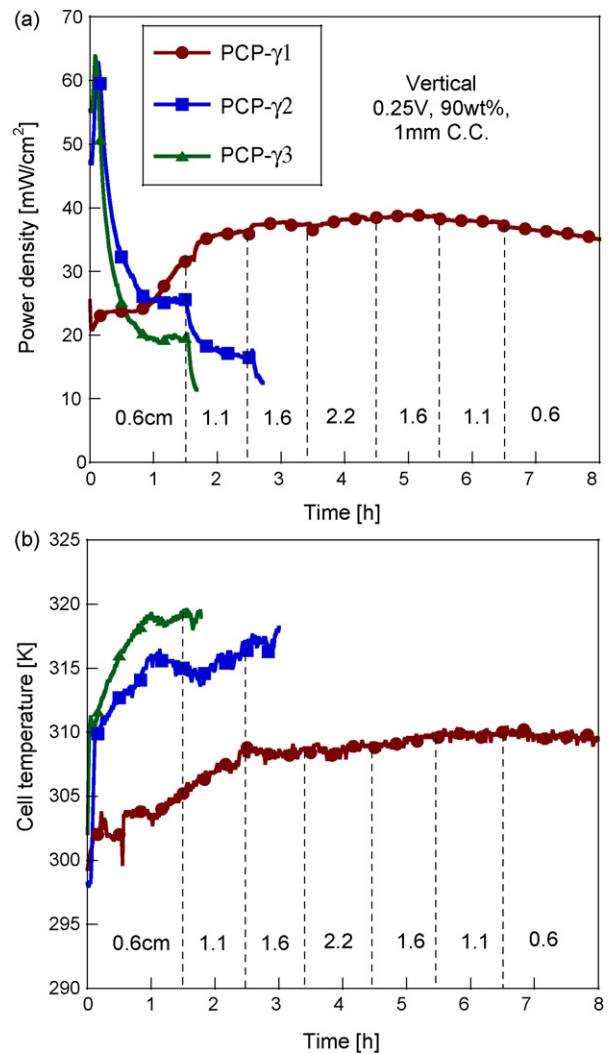 (a)
70
60
50
40
30
20
10
0
Power density [mW/cm²]
PCP-γ1
PCP-γ2
PCP-γ3
Vertical
0.25V, 90wt%,
1mm C.C.
0.6cm 1.1 1.6 2.2 1.6 1.1 0.6
0 1 2 3 4 5 6 7 8
Time [h]
(b)
325
320
315
310
305
300
295
290
Cell temperature [K]
0.6cm 1.1 1.6 2.2 1.6 1.1 0.6
0 1 2 3 4 5 6 7 8
Time [h]